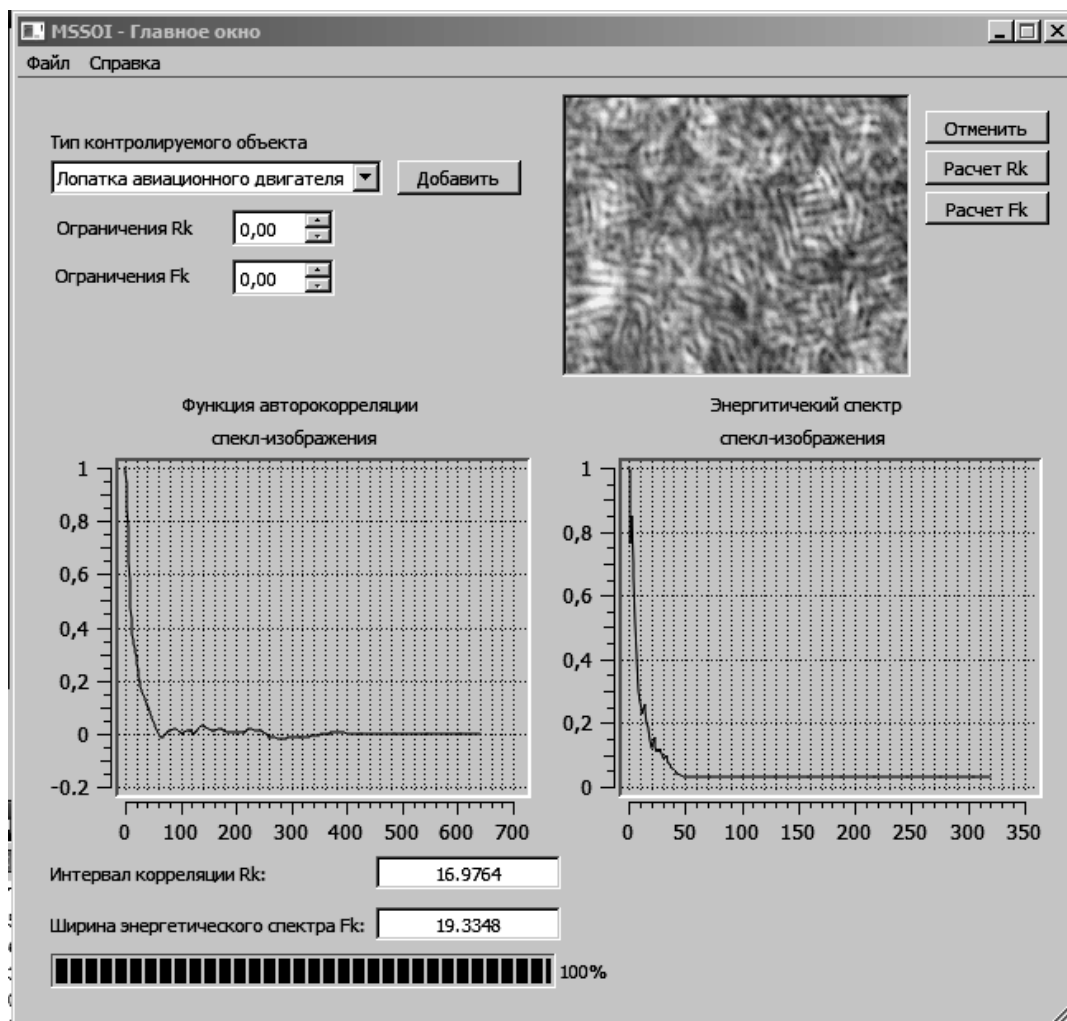 MSSOI - Главное окно
Файл Справка
Тип контролируемого объекта
Лопатка авиационного двигателя
Добавить
Ограничения Rk
0,00
Ограничения Fk
0,00
Отменить
Расчет Rk
Расчет Fk
Функция авторокорреляции
спекл-изображения
1
0,8
0,6
0,4
0,2
0
-0.2
0 100 200 300 400 500 600 700
Энергитичекий спектр
спекл-изображения
1
0,8
0,6
0,4
0,2
0
0 50 100 150 200 250 300 350
Интервал корреляции Rk:
16.9764
Ширина энергетического спектра Fk:
19.3348
100%